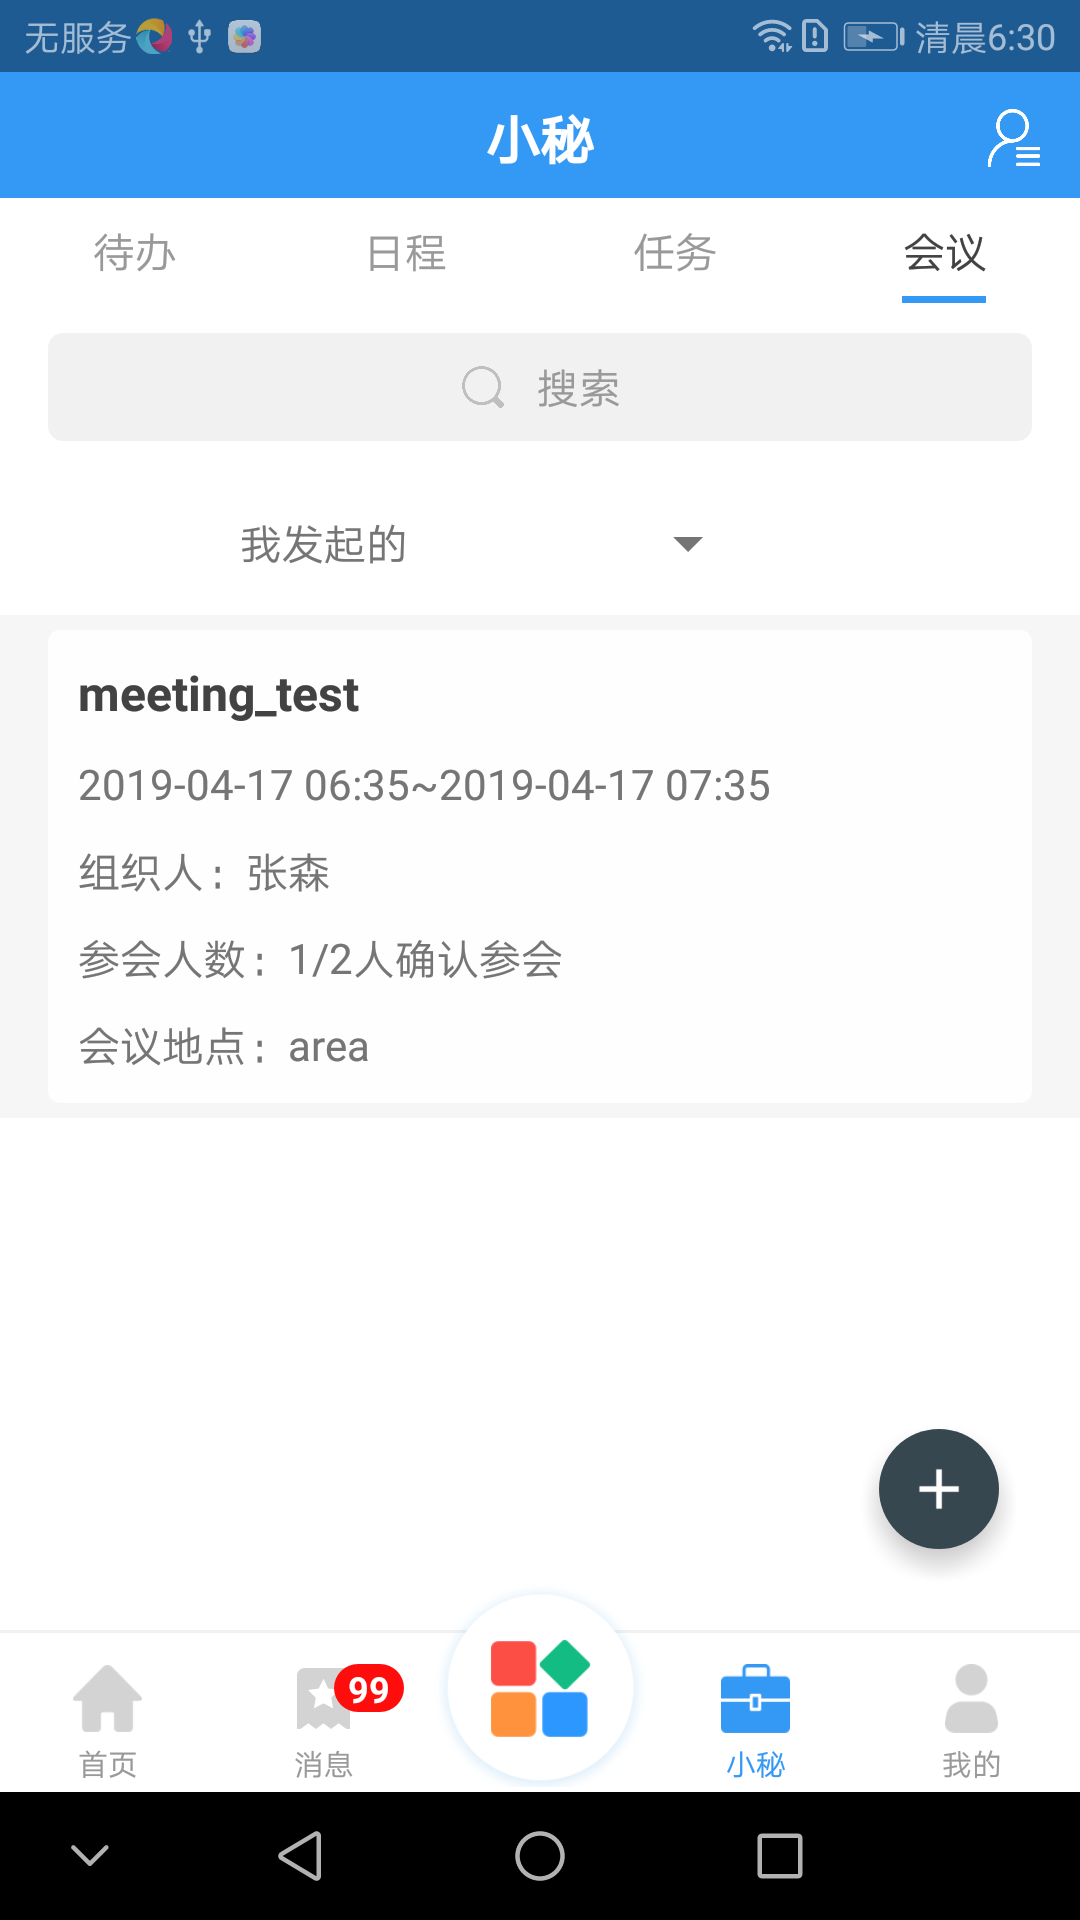 无服务 清晨6:30
小秘
待办 日程 任务 会议
搜索
我发起的
meeting_test
2019-04-17 06:35~2019-04-17 07:35
组织人：张森
参会人数：1/2人确认参会
会议地点：area
99
首页 消息 小秘 我的